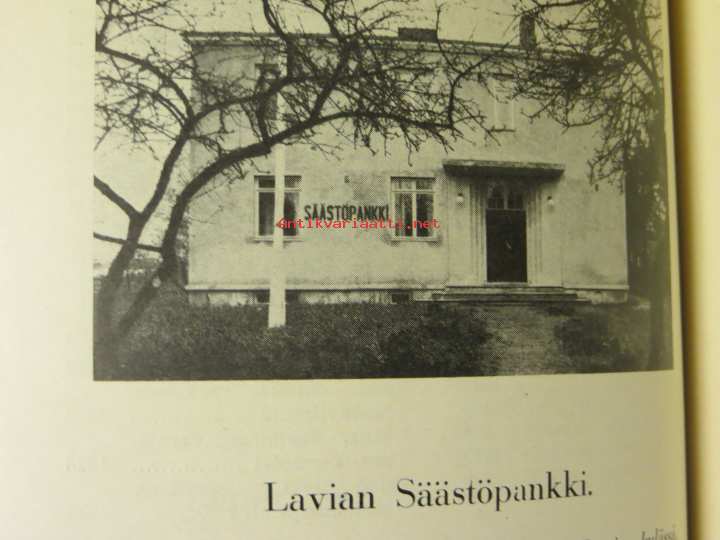 SÄÄSTÖPANKKI
antikvariaatti.net
Lavian Säästöpankki.